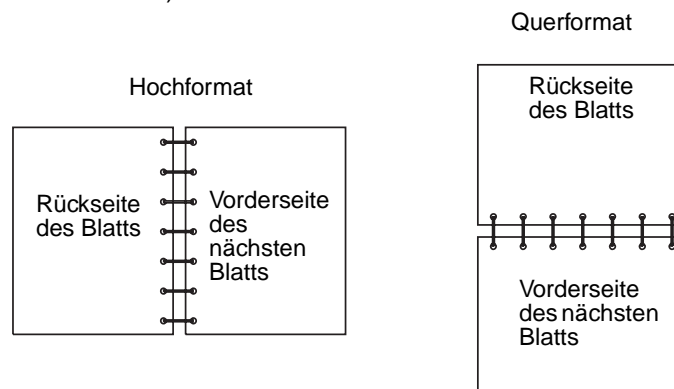 Querformat
Hochformat
Rückseite
des Blatts
Rückseite
des Blatts
Vorderseite
des
nächsten
Blatts
Vorderseite
des nächsten
Blatts